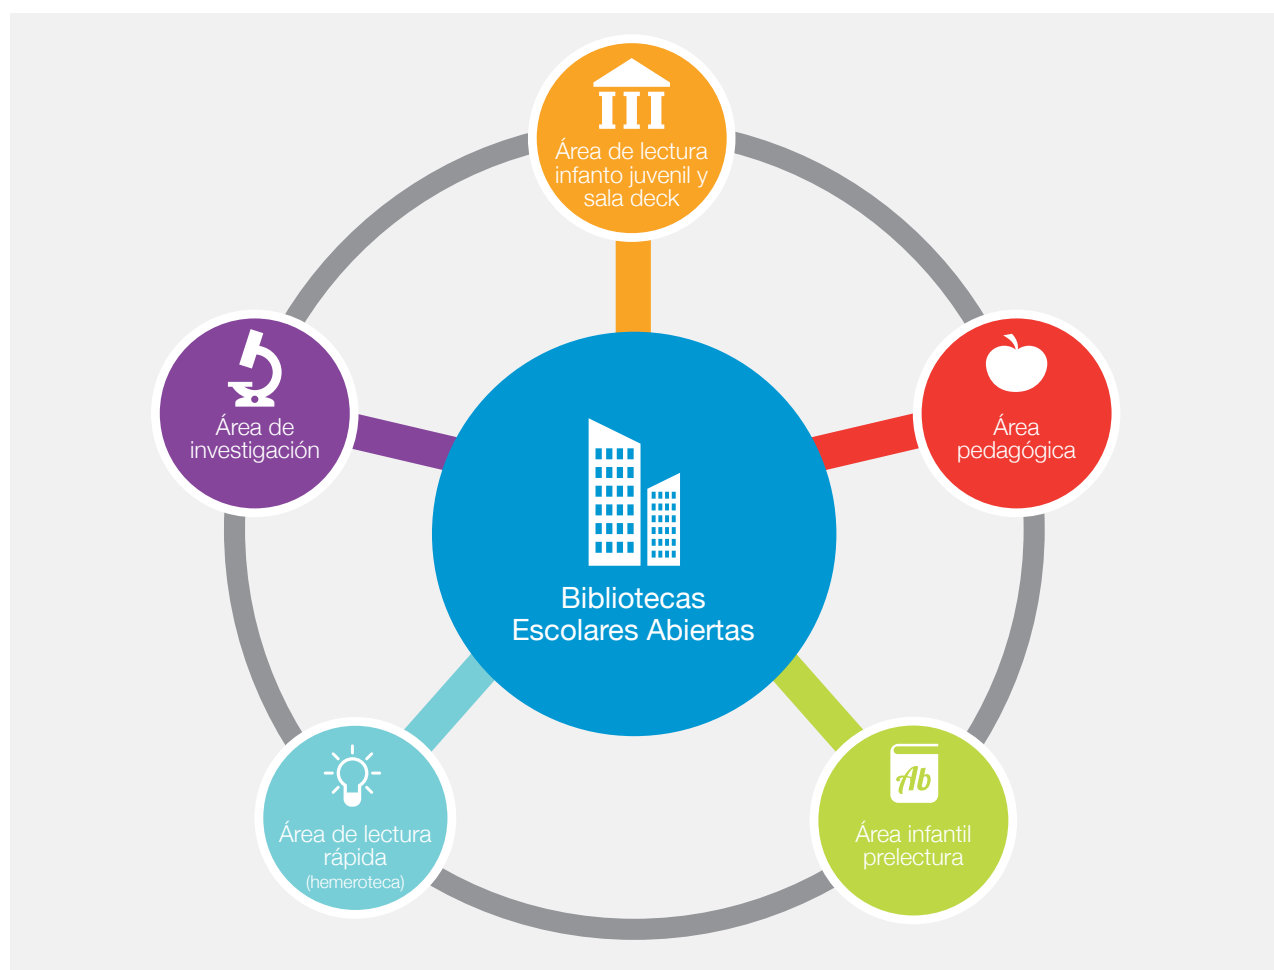 Área de lectura
infanto juvenil y
sala deck
Área de
investigación
Área
pedagógica
Bibliotecas
Escolares Abiertas
Área de lectura
rápida
(hemeroteca)
Ab
Área infantil
prelectura